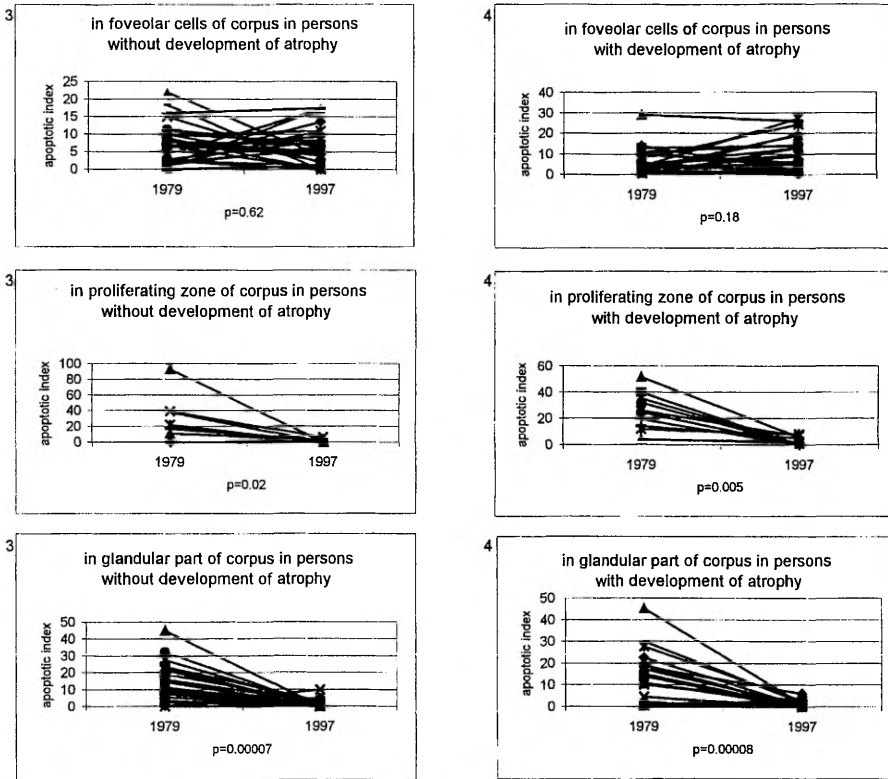 3
in foveolar cells of corpus in persons
without development of atrophy
apoptotic index
25
20
15
10
5
0
1979 1997
p=0.62
4
in foveolar cells of corpus in persons
with development of atrophy
apoptotic index
40
30
20
10
0
1979 1997
p=0.18
3
in proliferating zone of corpus in persons
without development of atrophy
apoptotic index
100
80
60
40
20
0
1979 1997
p=0.02
4
in proliferating zone of corpus in persons
with development of atrophy
apoptotic index
60
40
20
0
1979 1997
p=0.005
3
in glandular part of corpus in persons
without development of atrophy
apoptotic index
50
40
30
20
10
0
1979 1997
p=0.00007
4
in glandular part of corpus in persons
with development of atrophy
apoptotic index
50
40
30
20
10
0
1979 1997
p=0.00008